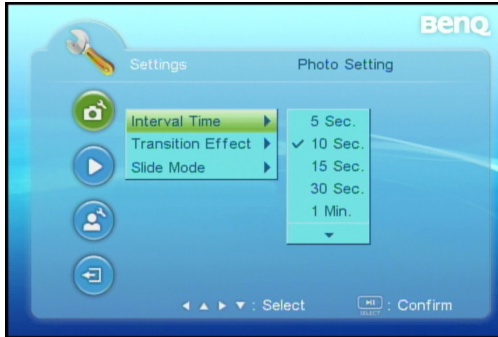 BenQ
Settings
Photo Setting
Interval Time
Transition Effect
Slide Mode
5 Sec.
10 Sec.
15 Sec.
30 Sec.
1 Min.
: Select
SELECT : Confirm